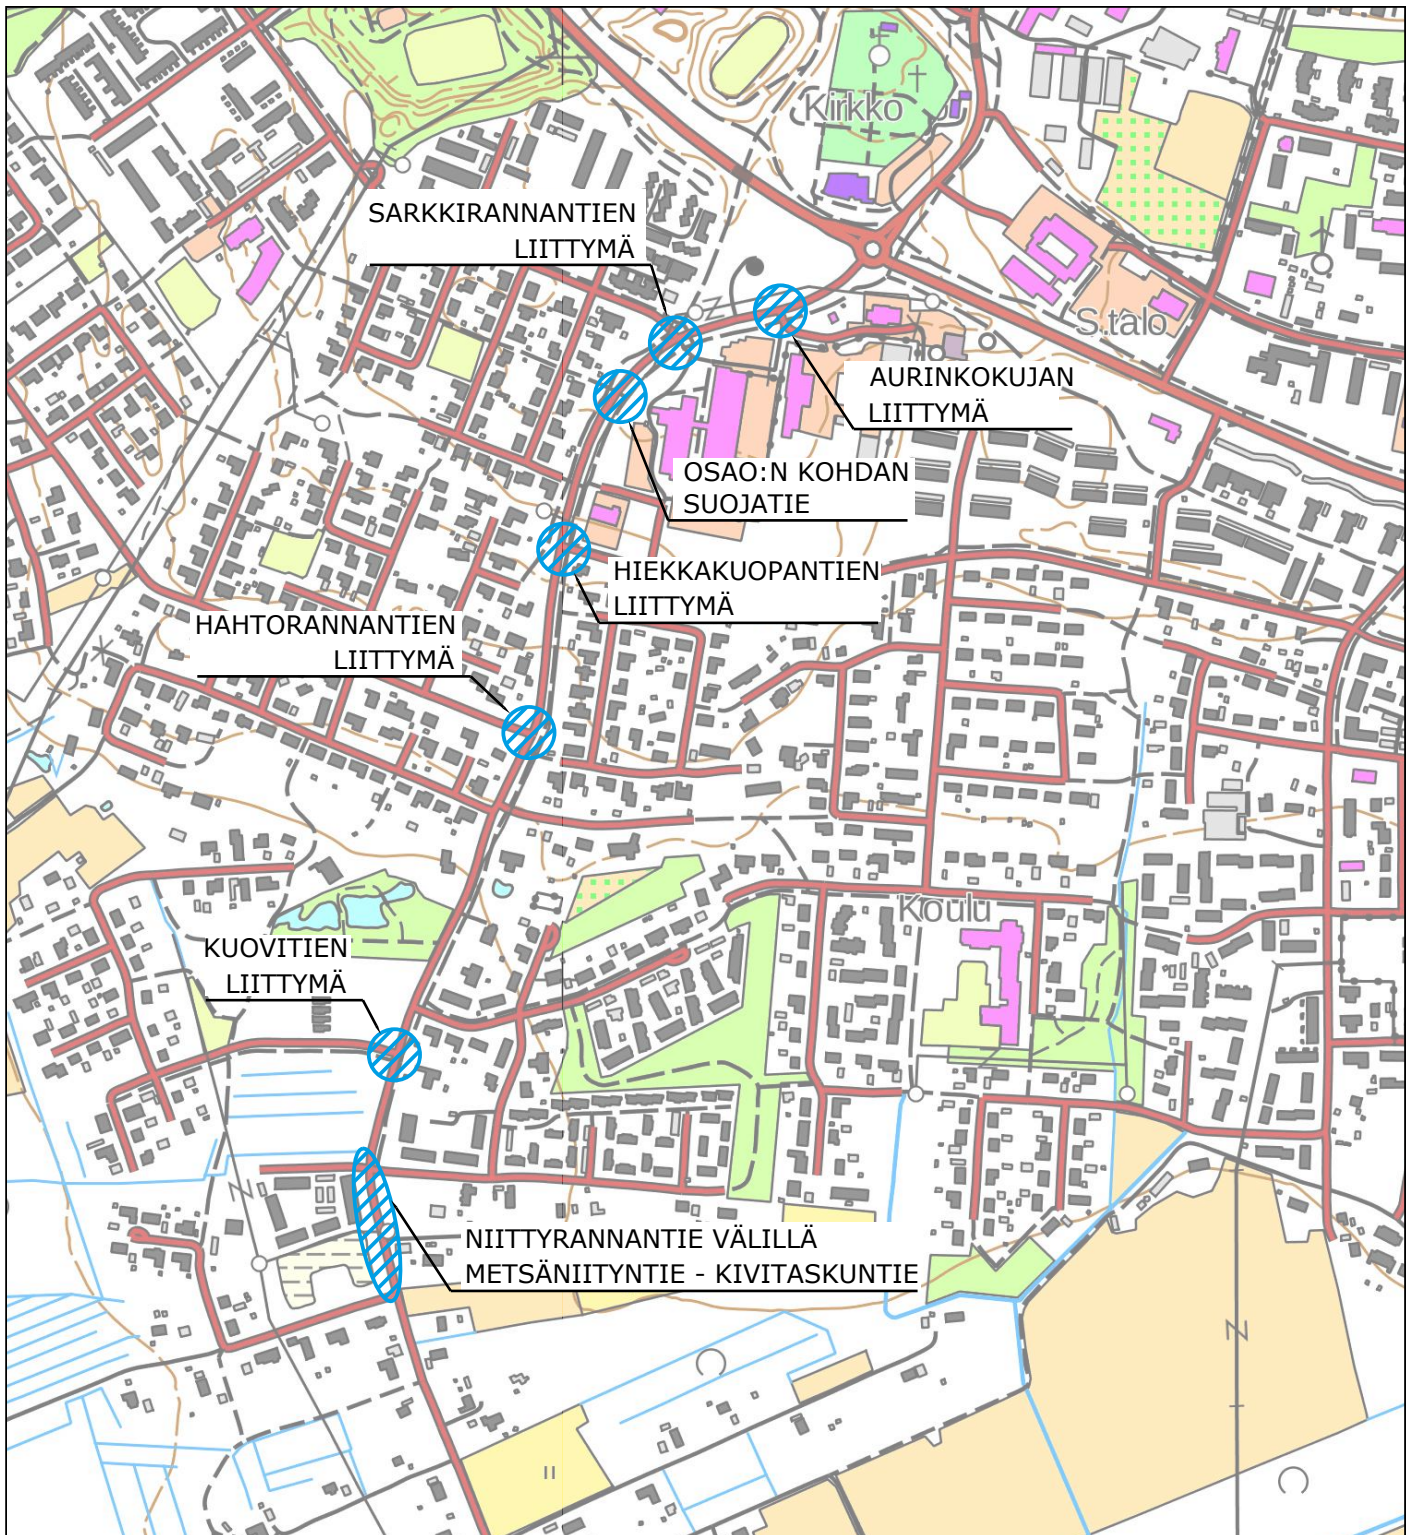 Kirkko
SARKKIRANNANTIEN
LIITTYMÄ
S.talo
AURINKOKUJAN
LIITTYMÄ
OSAO:N KOHDAN
SUOJATIE
HIEKKAKUOPANTIEN
LIITTYMÄ
HAHTORANNANTIEN
LIITTYMÄ
Koulu
KUOVITIEN
LIITTYMÄ
NIITTYRANNANTIE VÄLILLÄ
METSÄNIITYNTIE - KIVITASKUNTIE